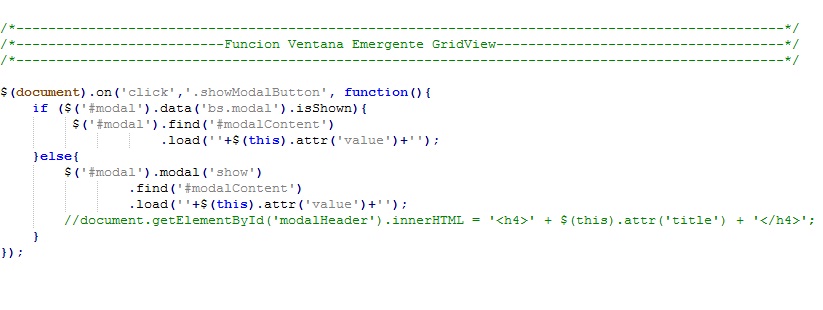 /*------------------------------------------------------------------------------------------------*/
/*--------------------------Funcion Ventana Emergente GridView------------------------------------*/
/*------------------------------------------------------------------------------------------------*/
$(document).on('click','.showModalButton', function(){
    if ($('#modal').data('bs.modal').isShown){
         $('#modal').find('#modalContent')
                    .load(''+$(this).attr('value')+'');
    }else{
        $('#modal').modal('show')
                .find('#modalContent')
                .load(''+$(this).attr('value')+'');
        //document.getElementById('modalHeader').innerHTML = '<h4>' + $(this).attr('title') + '</h4>';
    }
});